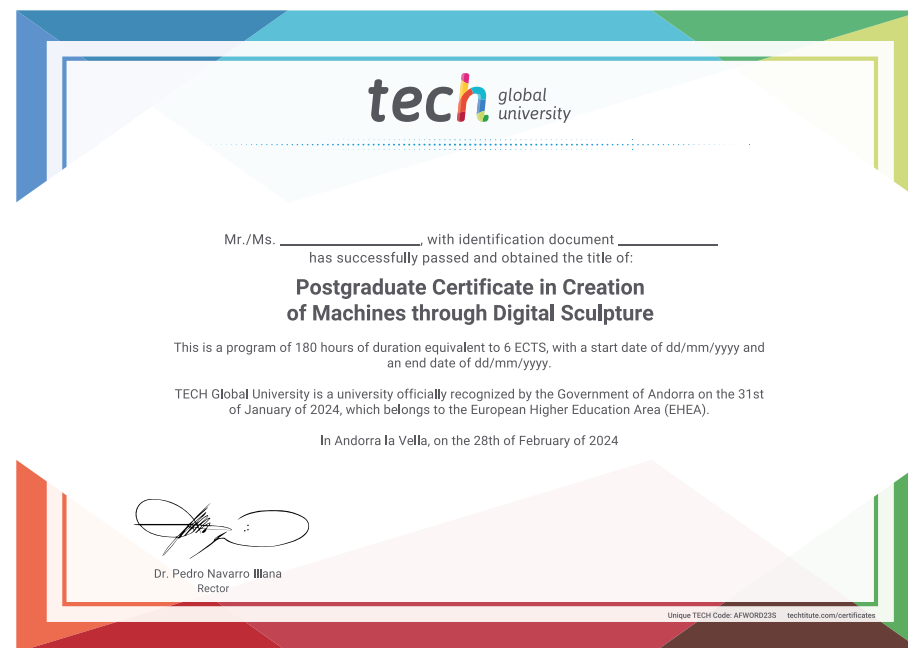 tech global
university
Mr./Ms. ____________, with identification document ____________
has successfully passed and obtained the title of:
Postgraduate Certificate in Creation
of Machines through Digital Sculpture
This is a program of 180 hours of duration equivalent to 6 ECTS, with a start date of dd/mm/yyyy and
an end date of dd/mm/yyyy.
TECH Global University is a university officially recognized by the Government of Andorra on the 31st
of January of 2024, which belongs to the European Higher Education Area (EHEA).
In Andorra la Vella, on the 28th of February of 2024
Dr. Pedro Navarro Illana
Rector
Unique TECH Code: AFWORD23S techtitute.com/certificates